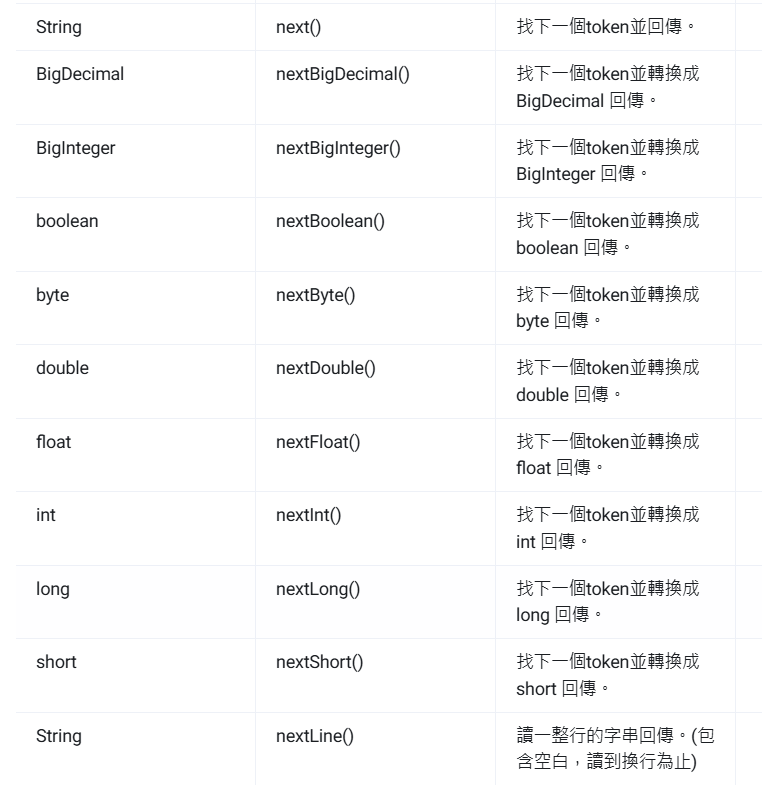 String next() 找下一個token並回傳。
BigDecimal nextBigDecimal() 找下一個token並轉換成
BigDecimal 回傳。
BigInteger nextBigInteger() 找下一個token並轉換成
BigInteger 回傳。
boolean nextBoolean() 找下一個token並轉換成
boolean 回傳。
byte nextByte() 找下一個token並轉換成
byte 回傳。
double nextDouble() 找下一個token並轉換成
double 回傳。
float nextFloat() 找下一個token並轉換成
float 回傳。
int nextInt() 找下一個token並轉換成
int 回傳。
long nextLong() 找下一個token並轉換成
long 回傳。
short nextShort() 找下一個token並轉換成
short 回傳。
String nextLine() 讀一整行的字串回傳。(包
含空白，讀到換行為止)